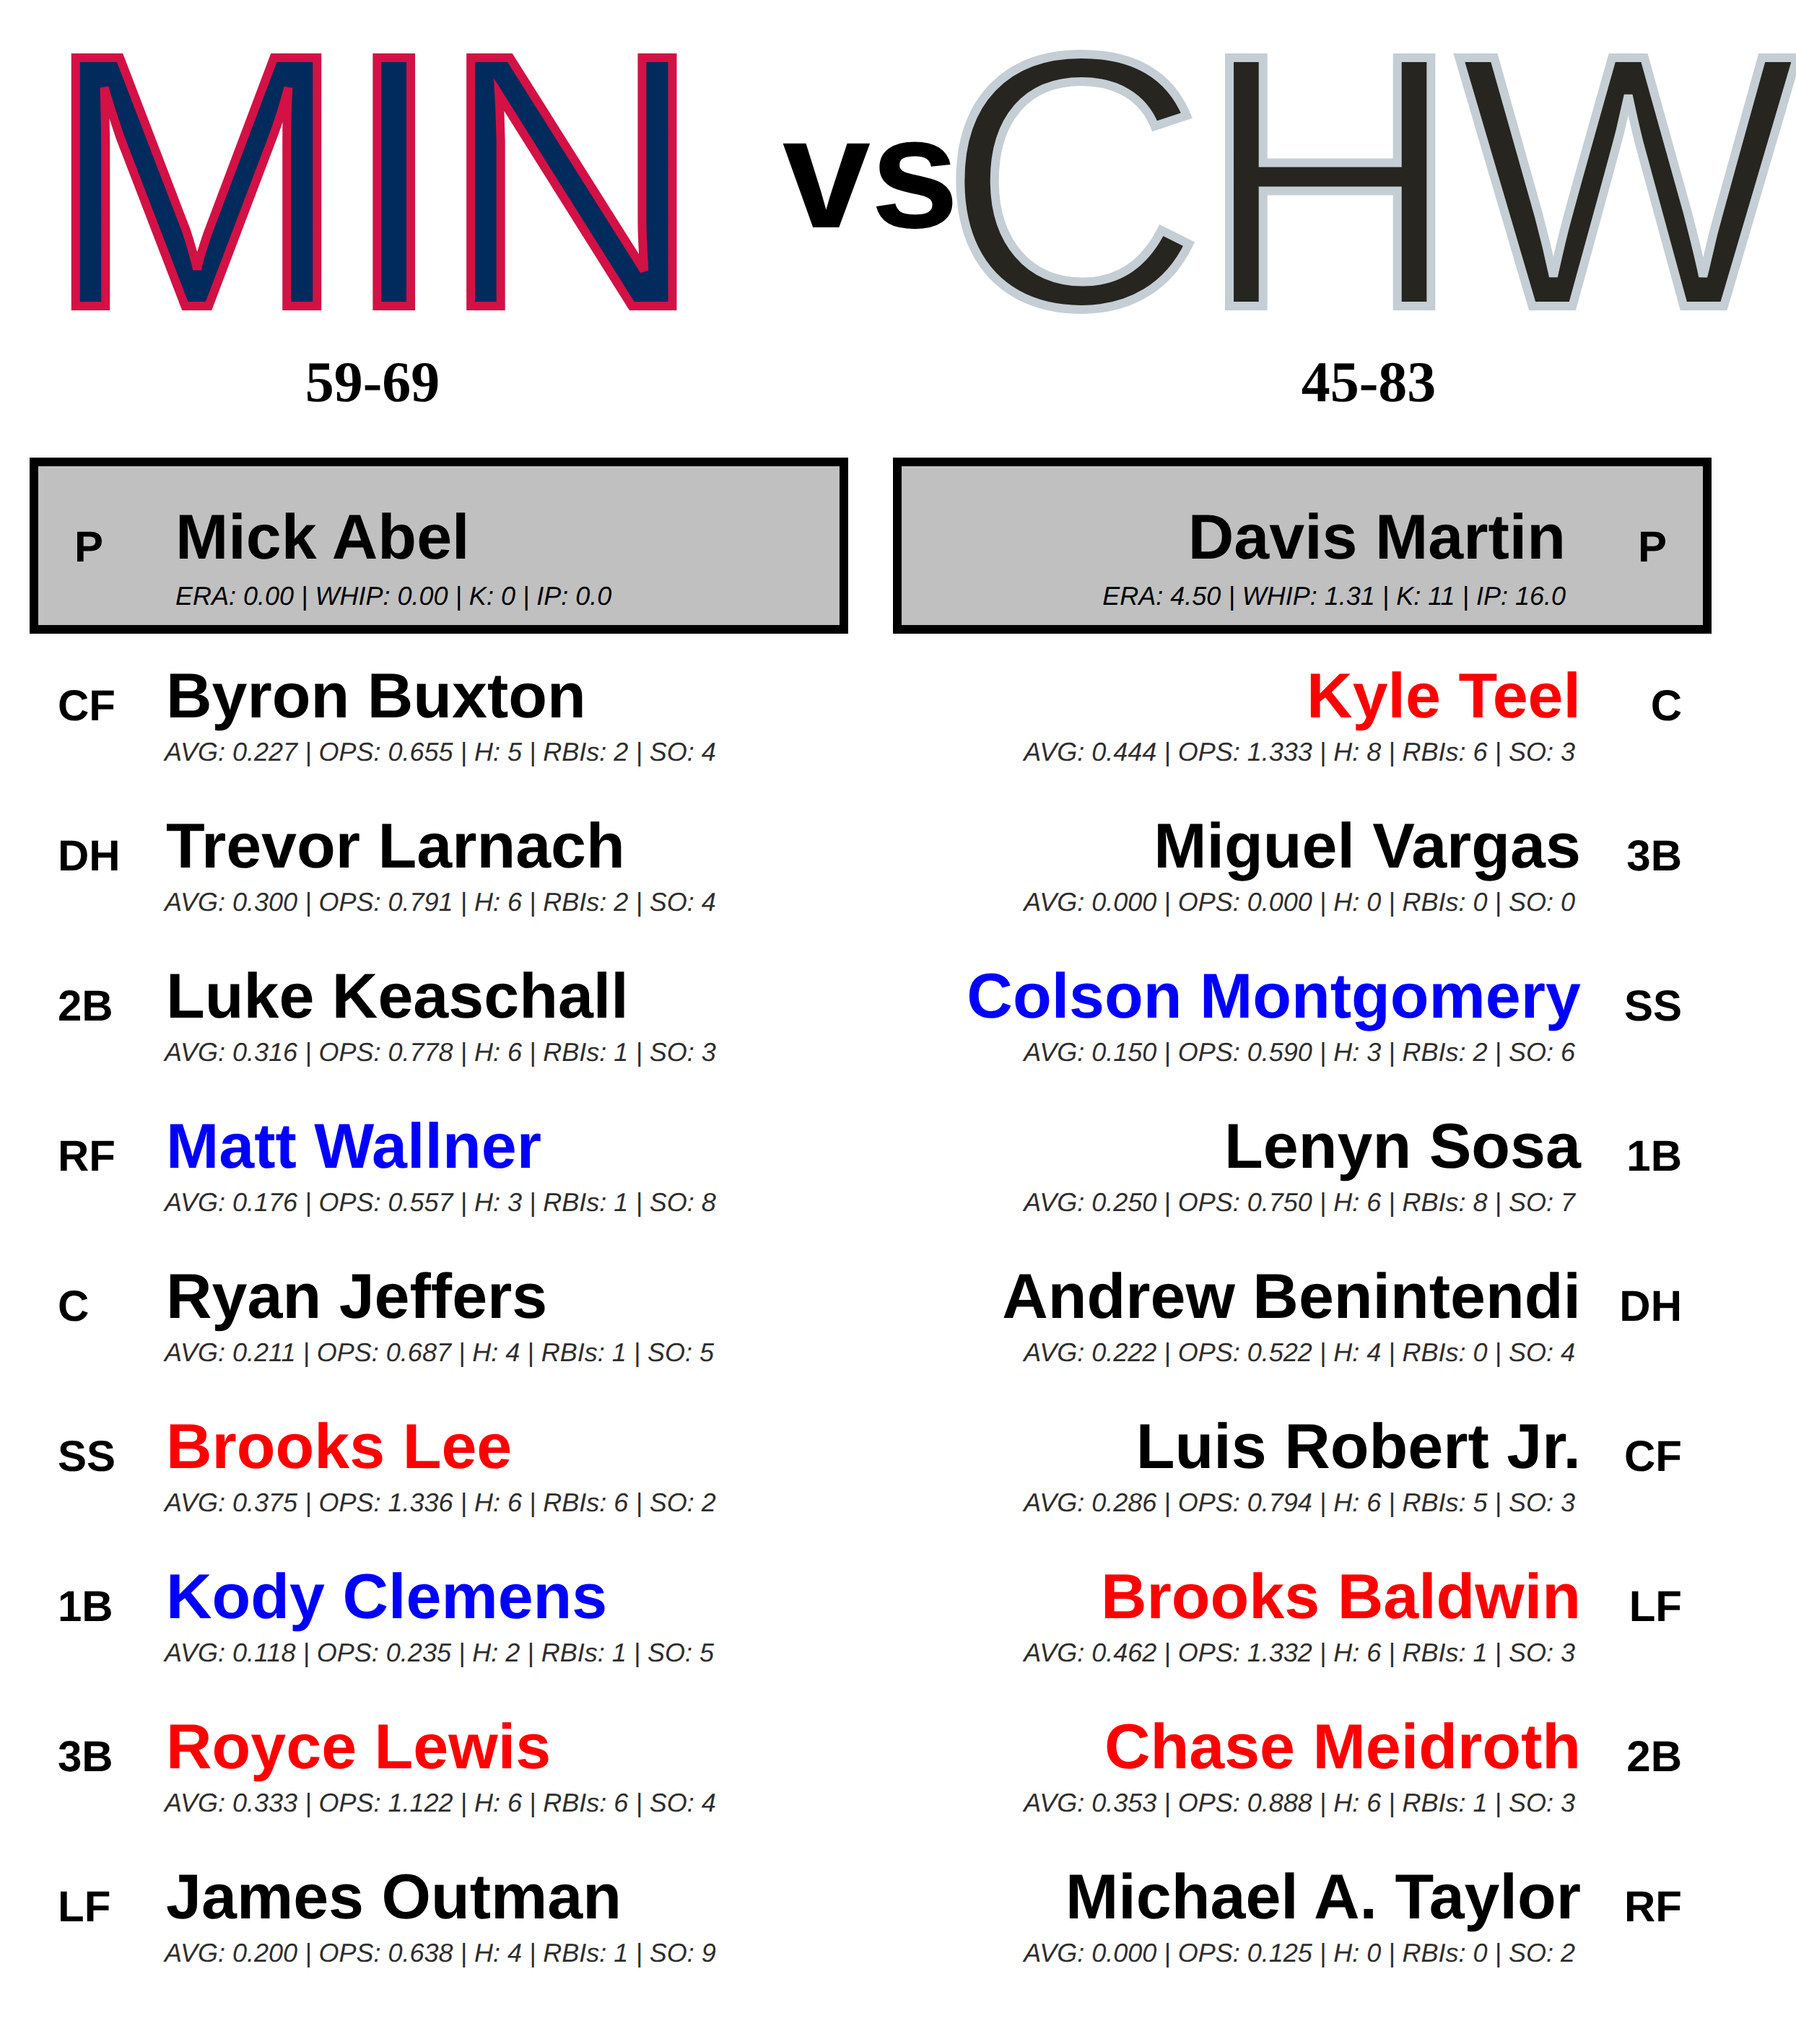 MIN vs CHW
59-69 45-83
P Mick Abel
ERA: 0.00 | WHIP: 0.00 | K: 0 | IP: 0.0
Davis Martin P
ERA: 4.50 | WHIP: 1.31 | K: 11 | IP: 16.0
CF Byron Buxton
AVG: 0.227 | OPS: 0.655 | H: 5 | RBIs: 2 | SO: 4
DH Trevor Larnach
AVG: 0.300 | OPS: 0.791 | H: 6 | RBIs: 2 | SO: 4
2B Luke Keaschall
AVG: 0.316 | OPS: 0.778 | H: 6 | RBIs: 1 | SO: 3
RF Matt Wallner
AVG: 0.176 | OPS: 0.557 | H: 3 | RBIs: 1 | SO: 8
C Ryan Jeffers
AVG: 0.211 | OPS: 0.687 | H: 4 | RBIs: 1 | SO: 5
SS Brooks Lee
AVG: 0.375 | OPS: 1.336 | H: 6 | RBIs: 6 | SO: 2
1B Kody Clemens
AVG: 0.118 | OPS: 0.235 | H: 2 | RBIs: 1 | SO: 5
3B Royce Lewis
AVG: 0.333 | OPS: 1.122 | H: 6 | RBIs: 6 | SO: 4
LF James Outman
AVG: 0.200 | OPS: 0.638 | H: 4 | RBIs: 1 | SO: 9
Kyle Teel C
AVG: 0.444 | OPS: 1.333 | H: 8 | RBIs: 6 | SO: 3
Miguel Vargas 3B
AVG: 0.000 | OPS: 0.000 | H: 0 | RBIs: 0 | SO: 0
Colson Montgomery SS
AVG: 0.150 | OPS: 0.590 | H: 3 | RBIs: 2 | SO: 6
Lenyn Sosa 1B
AVG: 0.250 | OPS: 0.750 | H: 6 | RBIs: 8 | SO: 7
Andrew Benintendi DH
AVG: 0.222 | OPS: 0.522 | H: 4 | RBIs: 0 | SO: 4
Luis Robert Jr. CF
AVG: 0.286 | OPS: 0.794 | H: 6 | RBIs: 5 | SO: 3
Brooks Baldwin LF
AVG: 0.462 | OPS: 1.332 | H: 6 | RBIs: 1 | SO: 3
Chase Meidroth 2B
AVG: 0.353 | OPS: 0.888 | H: 6 | RBIs: 1 | SO: 3
Michael A. Taylor RF
AVG: 0.000 | OPS: 0.125 | H: 0 | RBIs: 0 | SO: 2